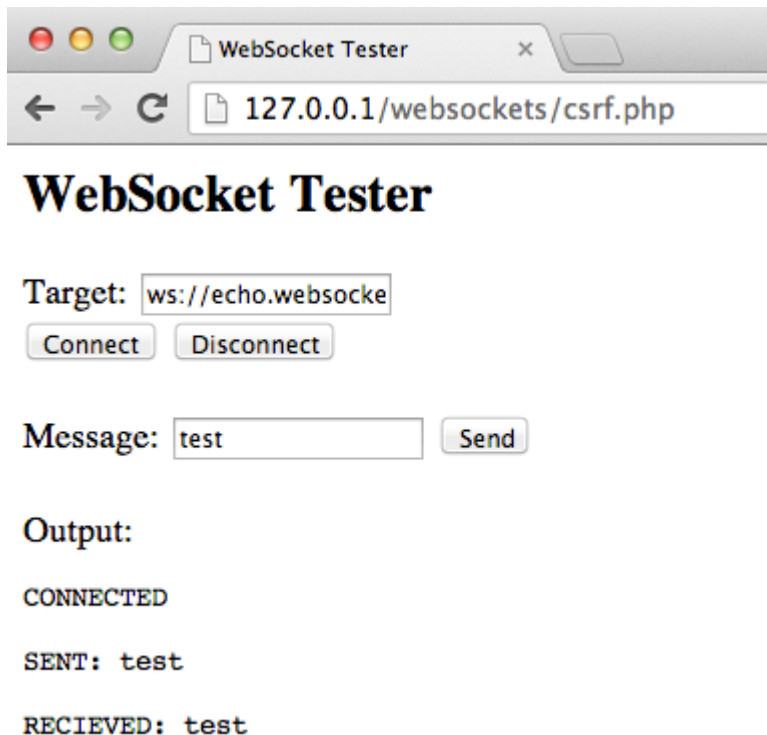 WebSocket Tester
127.0.0.1/websockets/csrf.php
WebSocket Tester
Target: ws://echo.websocke
Connect Disconnect
Message: test Send
Output:
CONNECTED
SENT: test
RECIEVED: test